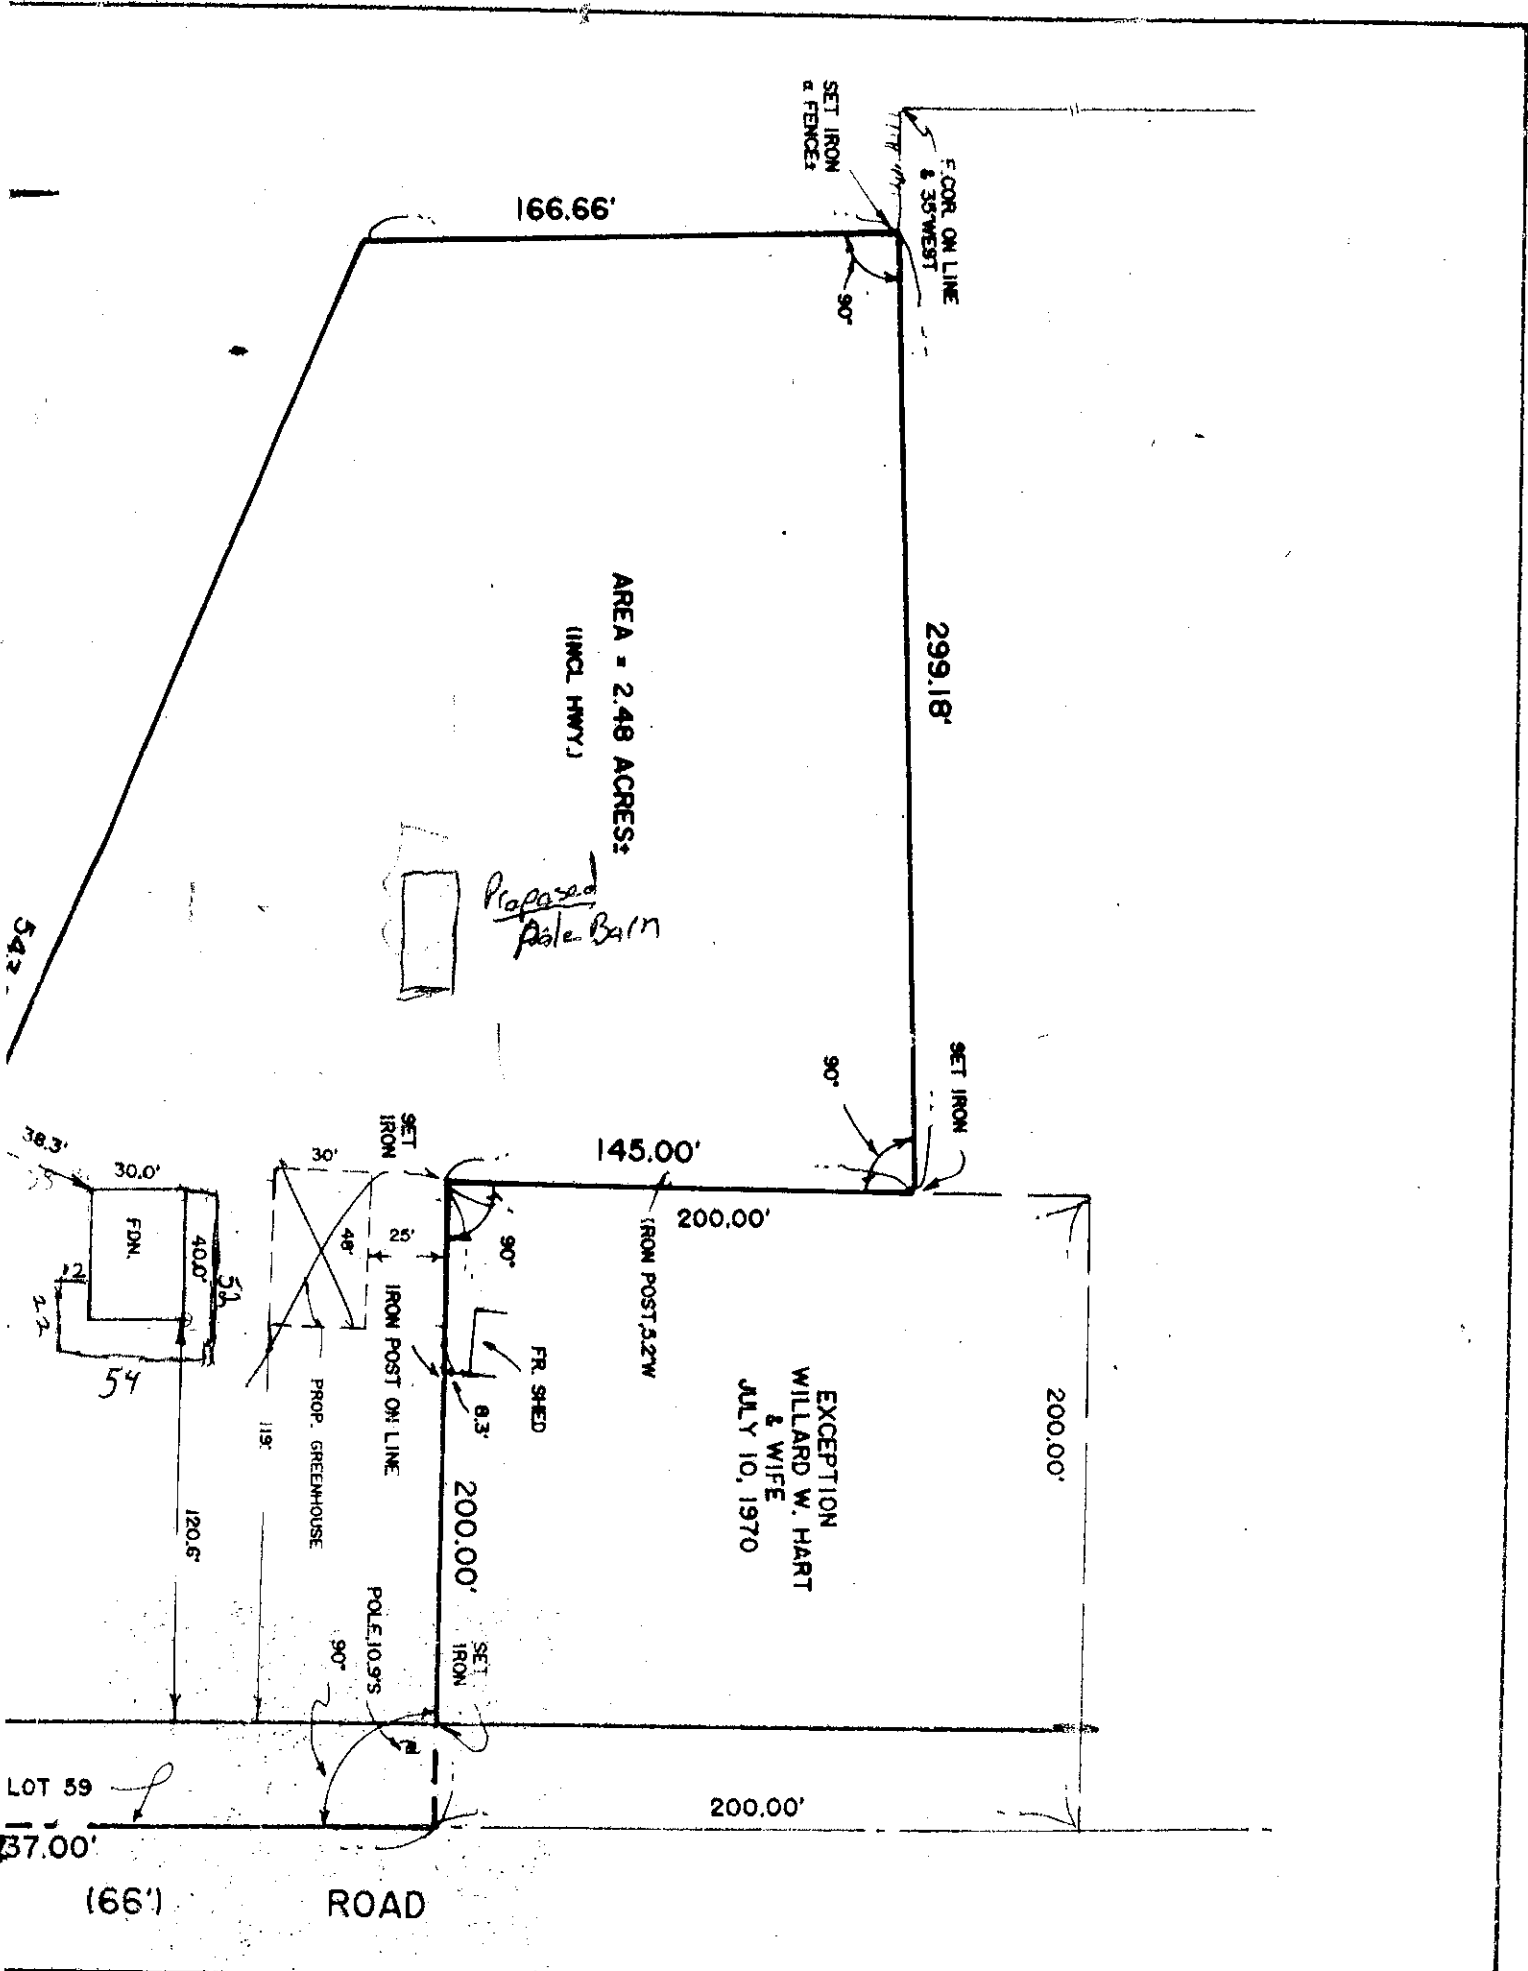 SET IRON
@ FENCE±
F. COR. ON LINE
& 35'WEST
166.66'
90°
299.18'
AREA = 2.48 ACRES±
(INCL. HWY.)
Proposed
Pole Barn
542.
SET IRON
90°
145.00'
200.00'
IRON POST, 5.2'W
SET
IRON
30'
48'
25'
90°
38.3'
30.0'
FDN.
40.0'
52
12
22
54
IRON POST ON LINE
FR. SHED
8.3'
PROP. GREENHOUSE
119'
120.6'
200.00'
EXCEPTION
WILLARD W. HART
& WIFE
JULY 10, 1970
200.00'
POLE, 10.9'S
90°
SET
IRON
LOT 59
200.00'
37.00'
(66') ROAD